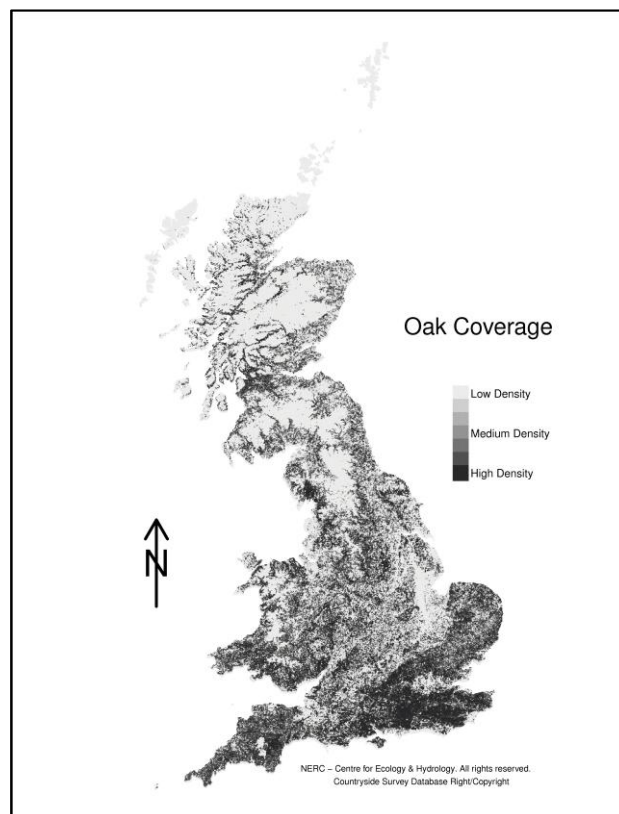 Oak Coverage
Low Density
Medium Density
High Density
N
NERC – Centre for Ecology & Hydrology. All rights reserved.
Countryside Survey Database Right/Copyright